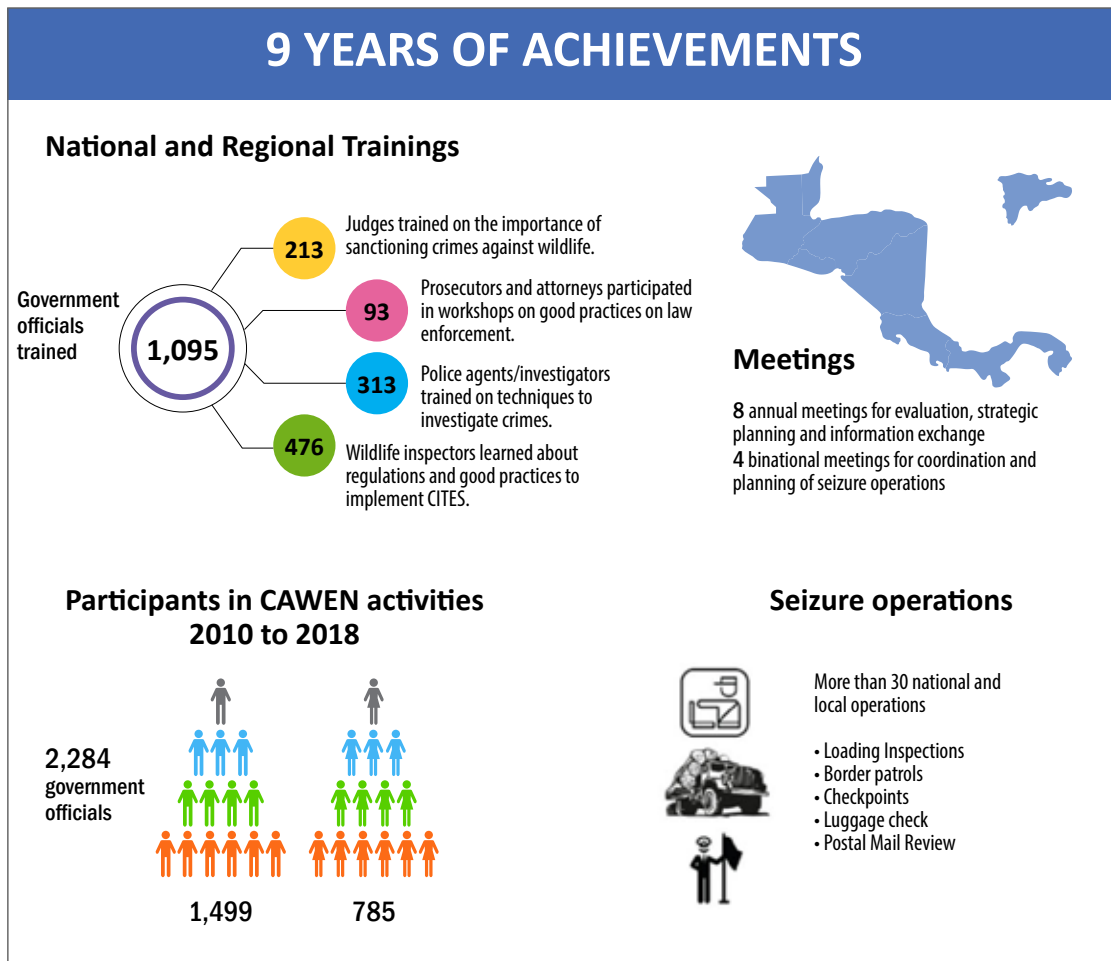 9 YEARS OF ACHIEVEMENTS
National and Regional Trainings
Government
officials
trained
1,095
213
Judges trained on the importance of
sanctioning crimes against wildlife.
93
Prosecutors and attorneys participated
in workshops on good practices on law
enforcement.
313
Police agents/investigators
trained on techniques to
investigate crimes.
476
Wildlife inspectors learned about
regulations and good practices to
implement CITES.
Meetings
8 annual meetings for evaluation, strategic
planning and information exchange
4 binational meetings for coordination and
planning of seizure operations
Participants in CAWEN activities
2010 to 2018
2,284
government
officials
1,499
785
Seizure operations
More than 30 national and
local operations
• Loading Inspections
• Border patrols
• Checkpoints
• Luggage check
• Postal Mail Review